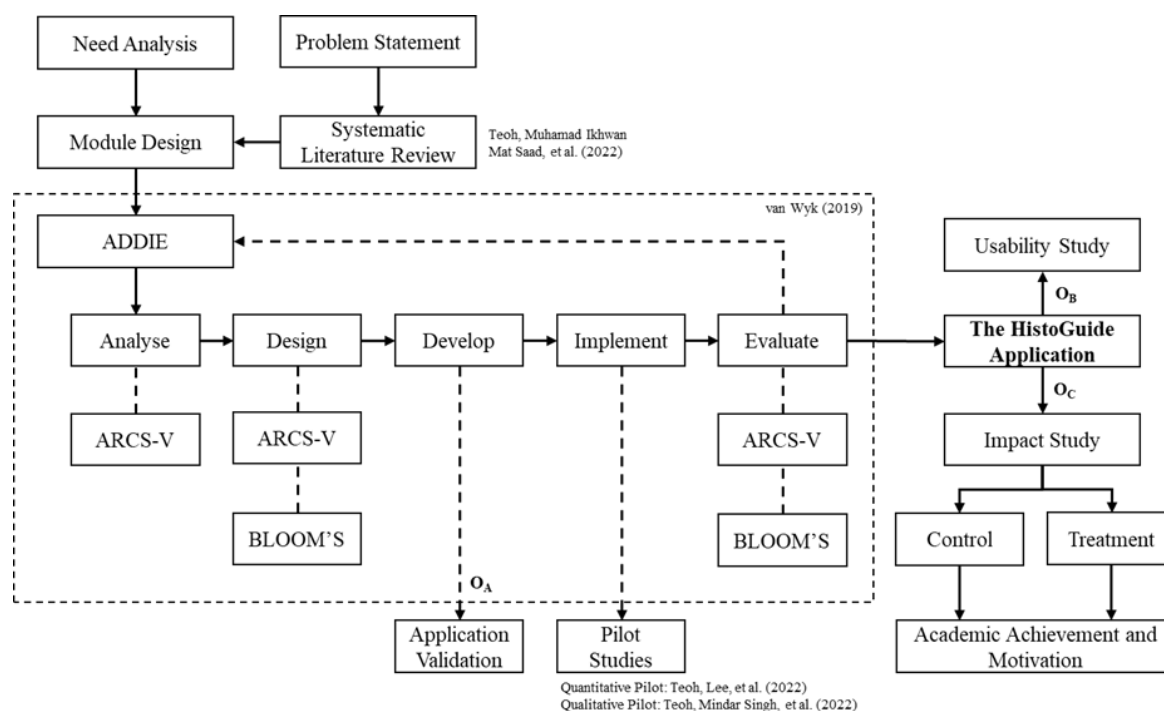 Need Analysis
Problem Statement
Module Design
Systematic
Literature Review
Teoh, Muhamad Ikhwan
Mat Saad, et al. (2022)
van Wyk (2019)
ADDIE
Usability Study
O_B
Analyse
Design
Develop
Implement
Evaluate
The HistoGuide
Application
O_C
ARCS-V
ARCS-V
ARCS-V
Impact Study
BLOOM'S
BLOOM'S
Control
Treatment
O_A
Application
Validation
Pilot
Studies
Academic Achievement and
Motivation
Quantitative Pilot: Teoh, Lee, et al. (2022)
Qualitative Pilot: Teoh, Mindar Singh, et al. (2022)